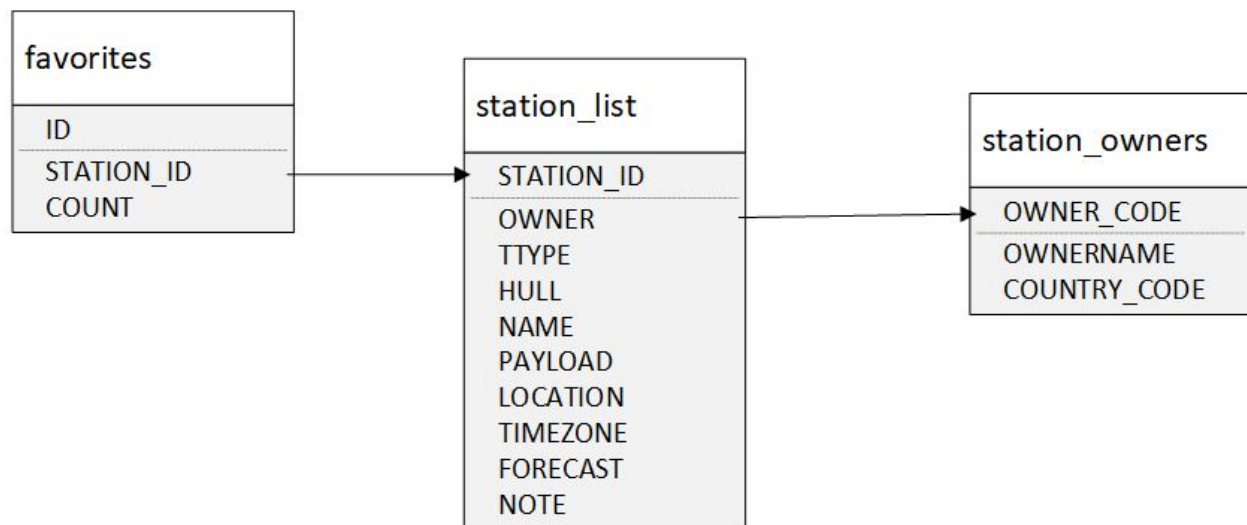 favorites
ID
STATION_ID
COUNT
station_list
STATION_ID
OWNER
TTYPE
HULL
NAME
PAYLOAD
LOCATION
TIMEZONE
FORECAST
NOTE
station_owners
OWNER_CODE
OWNERNAME
COUNTRY_CODE